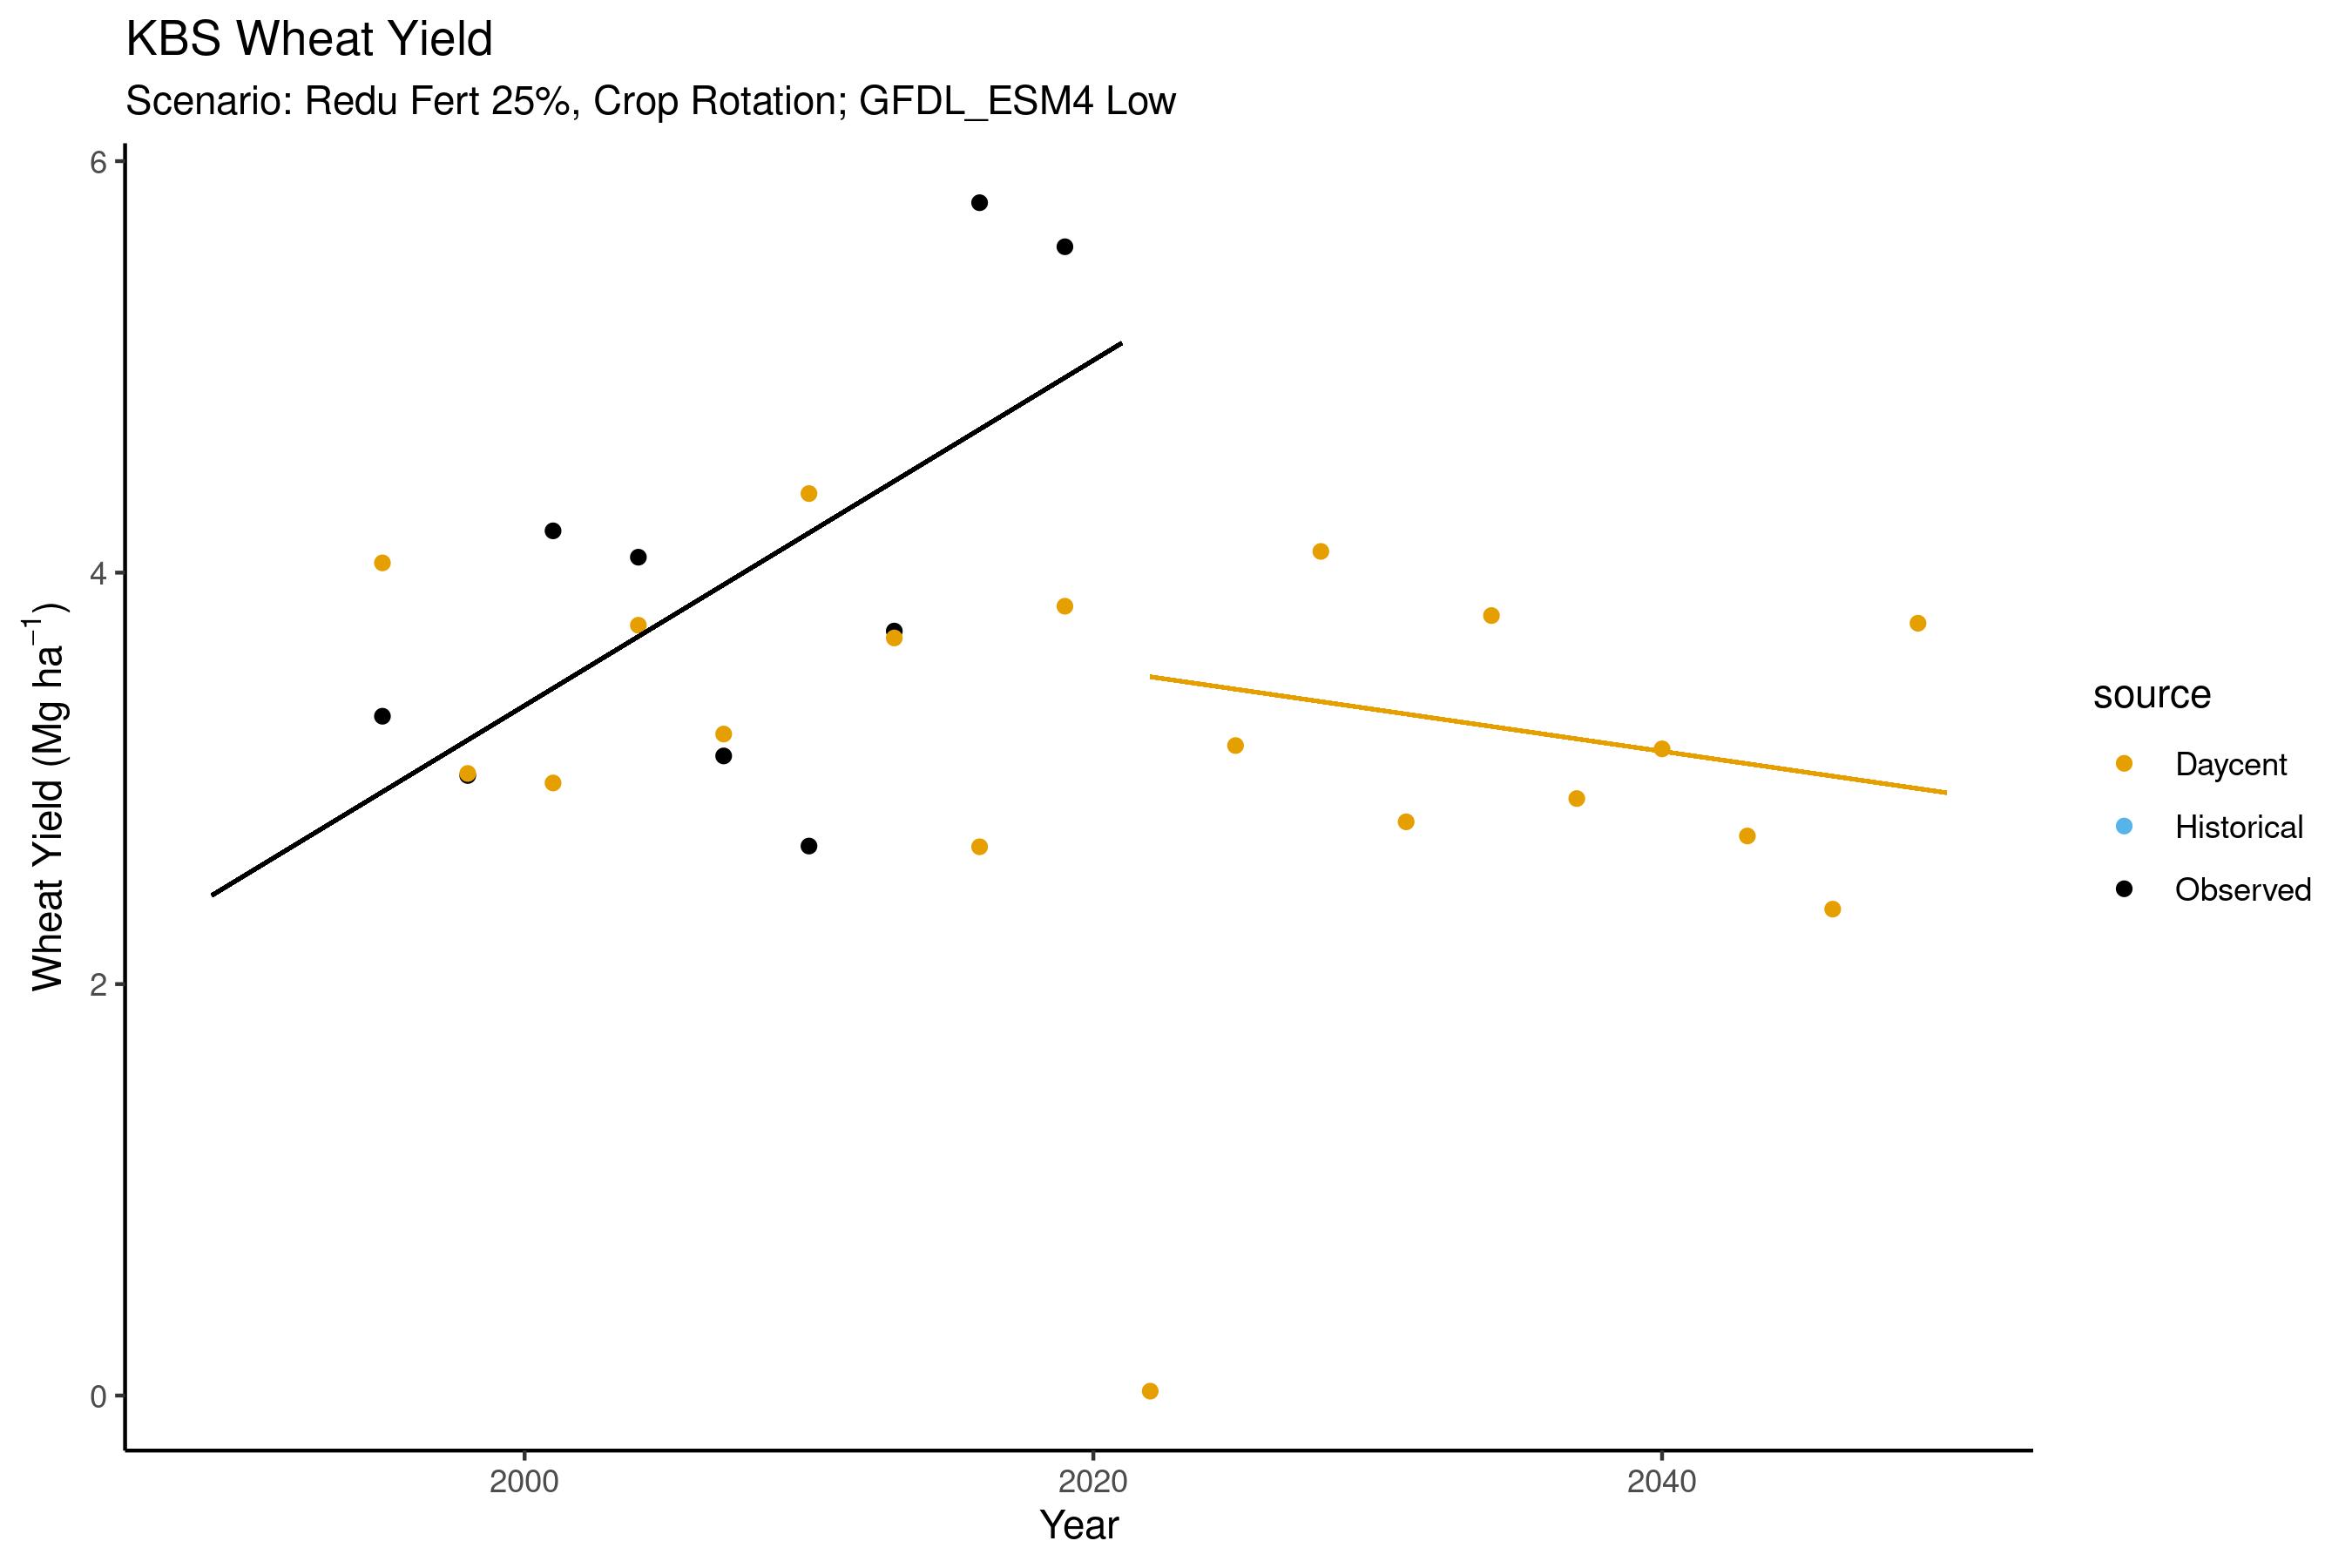 KBS Wheat Yield
Scenario: Redu Fert 25%, Crop Rotation; GFDL_ESM4 Low
Wheat Yield (Mg ha⁻¹)
6
4
2
0
2000
2020
2040
Year
source
Daycent
Historical
Observed